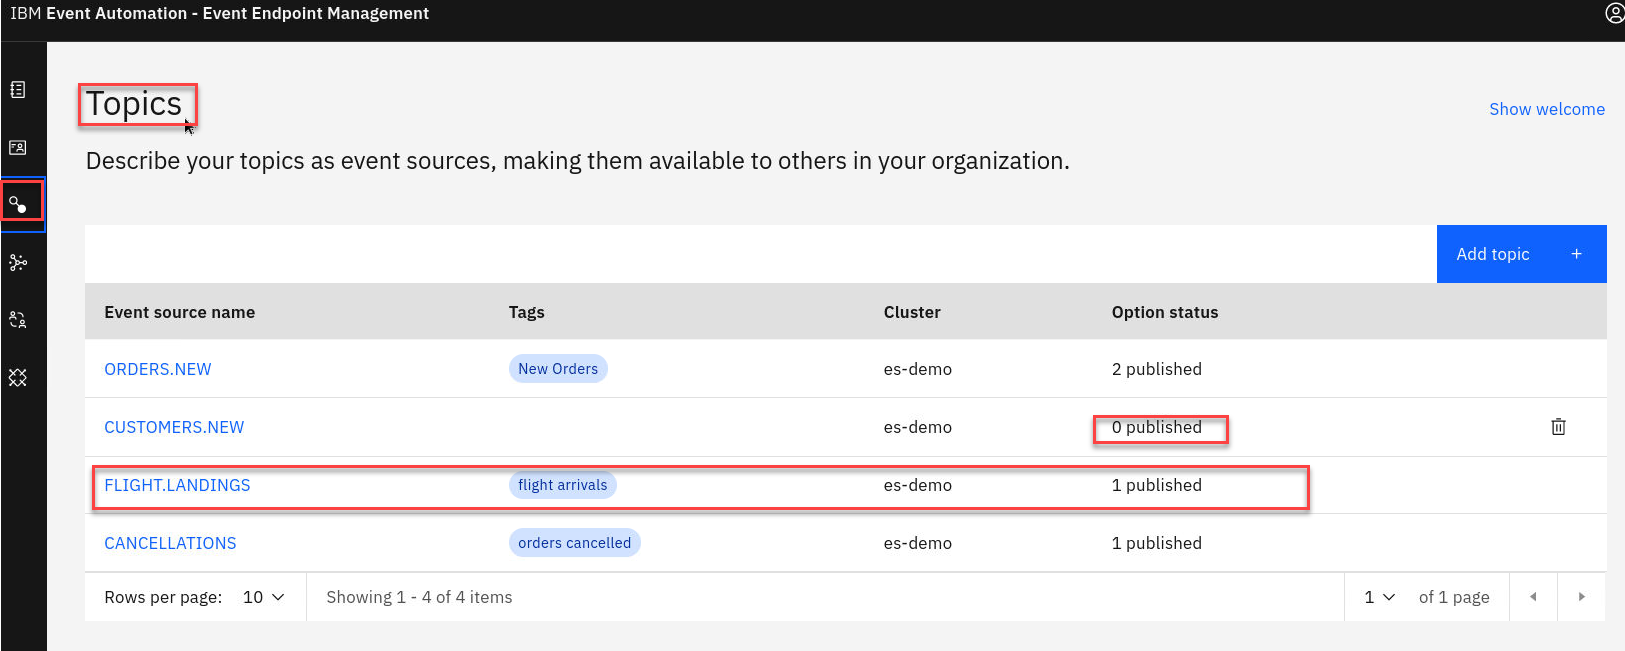 IBM Event Automation - Event Endpoint Management
Topics
Show welcome
Describe your topics as event sources, making them available to others in your organization.
Add topic +
Event source name Tags Cluster Option status
ORDERS.NEW New Orders es-demo 2 published
CUSTOMERS.NEW es-demo 0 published
FLIGHT.LANDINGS flight arrivals es-demo 1 published
CANCELLATIONS orders cancelled es-demo 1 published
Rows per page: 10 Showing 1 - 4 of 4 items 1 of 1 page